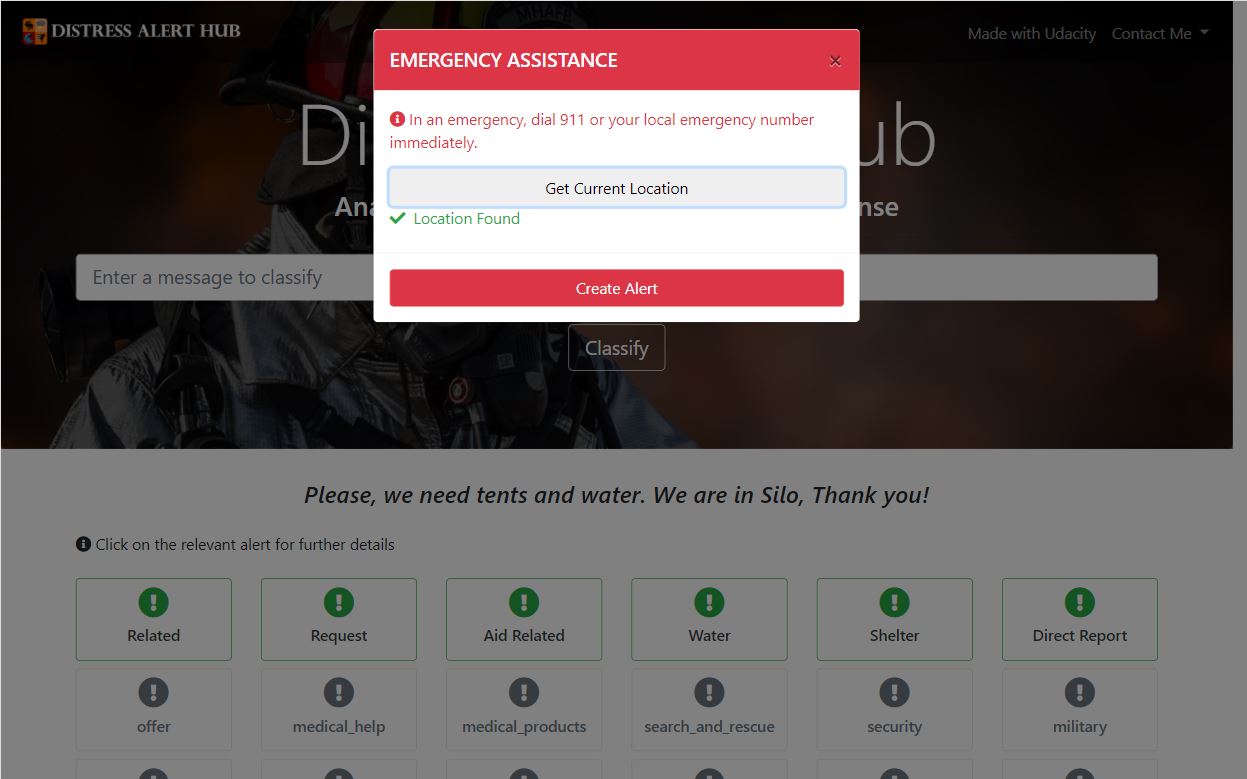 MHAFB
DISTRESS ALERT HUB
Made with Udacity Contact Me
EMERGENCY ASSISTANCE
×
In an emergency, dial 911 or your local emergency number
immediately.
Get Current Location
Location Found
Create Alert
Di ub
Ana nse
Enter a message to classify
Classify
Please, we need tents and water. We are in Silo, Thank you!
Click on the relevant alert for further details
Related Request Aid Related Water Shelter Direct Report
offer medical_help medical_products search_and_rescue security military